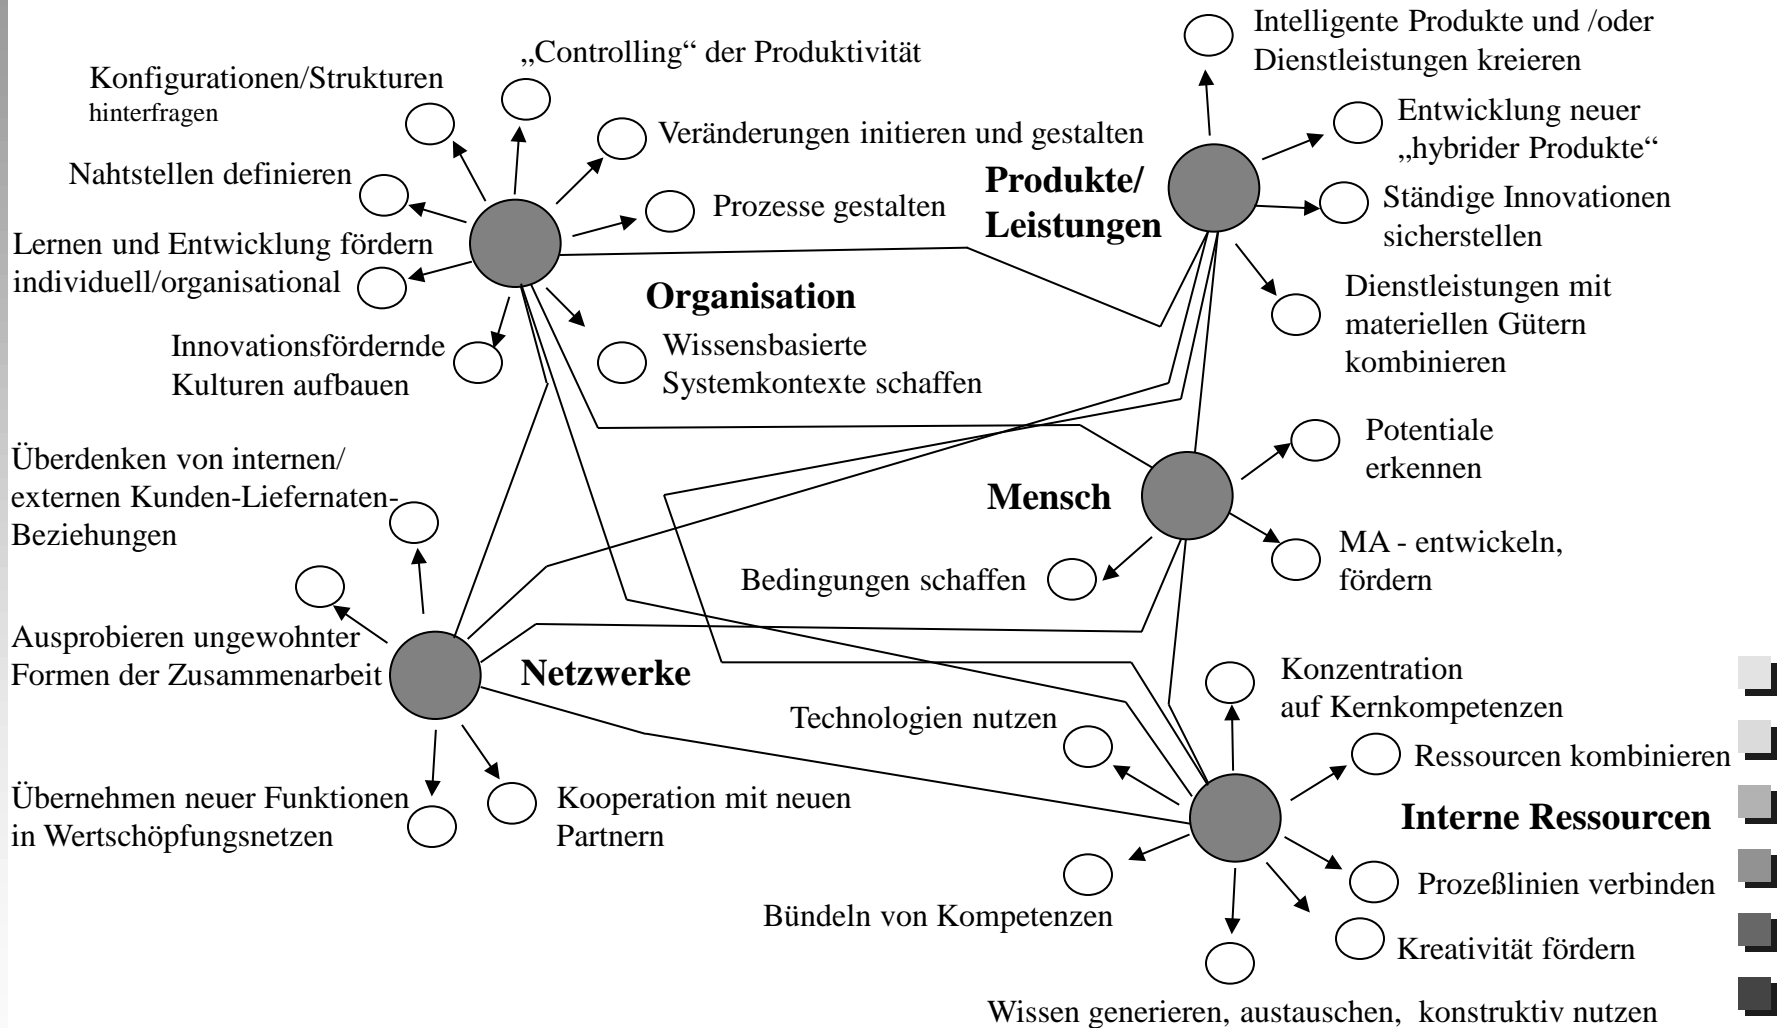 „Controlling“ der Produktivität
Konfigurationen/Strukturen
hinterfragen
Veränderungen initieren und gestalten
Nahtstellen definieren
Prozesse gestalten
Lernen und Entwicklung fördern
individuell/organisational
Organisation
Innovationsfördernde
Kulturen aufbauen
Wissensbasierte
Systemkontexte schaffen
Intelligente Produkte und /oder
Dienstleistungen kreieren
Entwicklung neuer
„hybrider Produkte“
Produkte/
Leistungen
Ständige Innovationen
sicherstellen
Dienstleistungen mit
materiellen Gütern
kombinieren
Potentiale
erkennen
Mensch
MA - entwickeln,
fördern
Bedingungen schaffen
Überdenken von internen/
externen Kunden-Liefernaten-
Beziehungen
Ausprobieren ungewohnter
Formen der Zusammenarbeit
Netzwerke
Übernehmen neuer Funktionen
in Wertschöpfungsnetzen
Kooperation mit neuen
Partnern
Konzentration
auf Kernkompetenzen
Technologien nutzen
Ressourcen kombinieren
Interne Ressourcen
Prozeßlinien verbinden
Bündeln von Kompetenzen
Kreativität fördern
Wissen generieren, austauschen,  konstruktiv nutzen